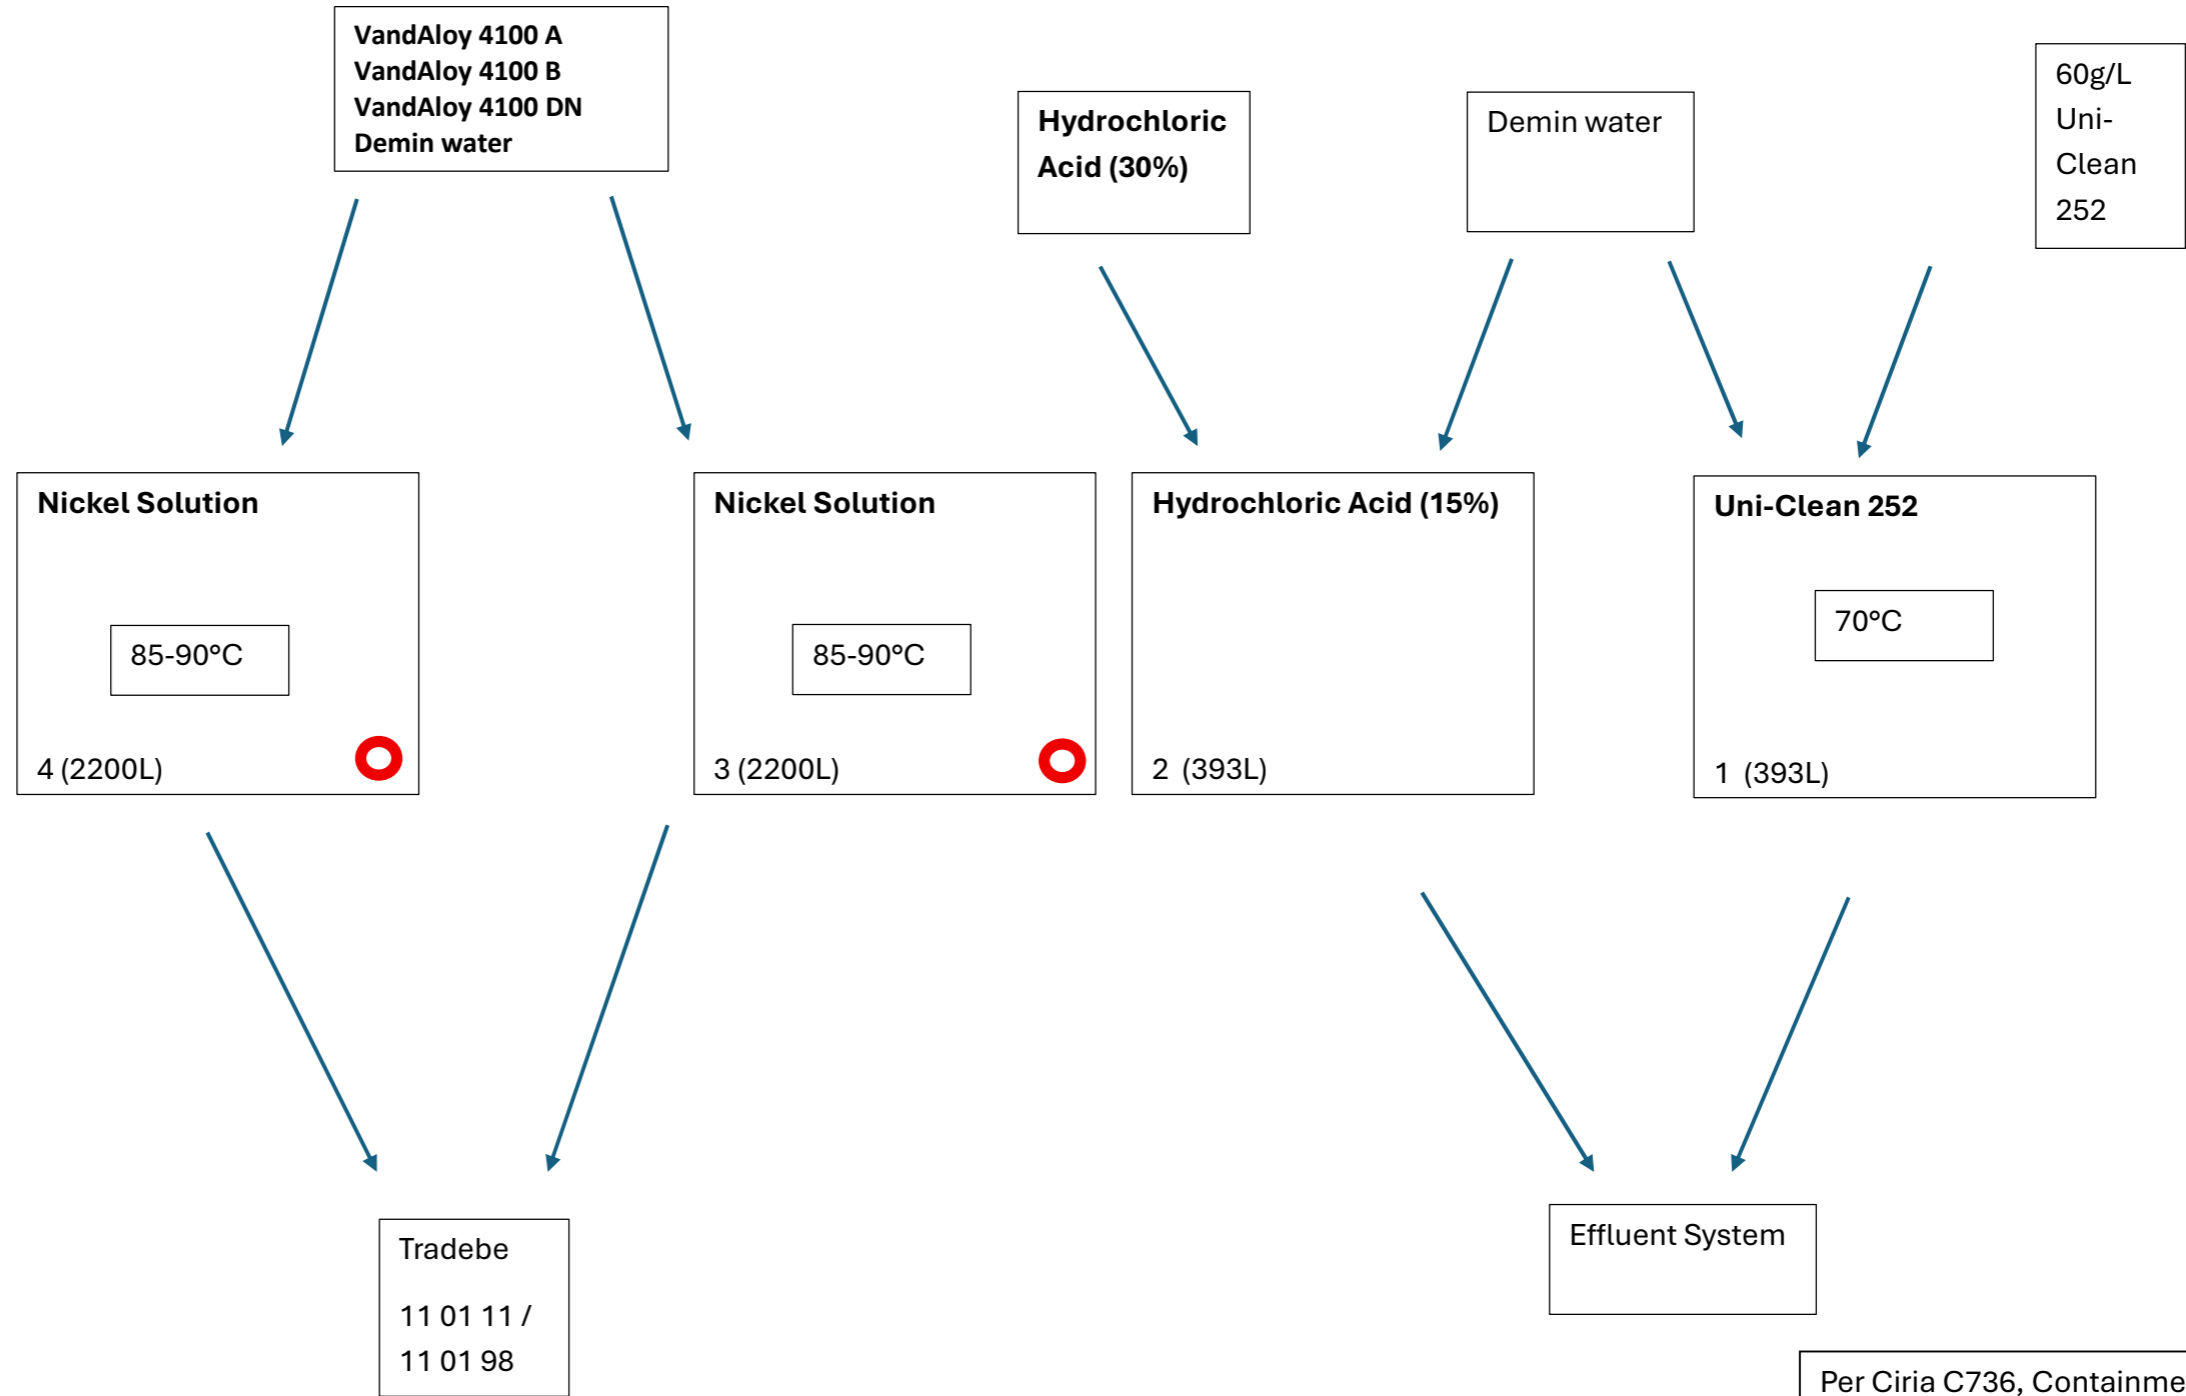 VandAloy 4100 A
VandAloy 4100 B
VandAloy 4100 DN
Demin water
Hydrochloric
Acid (30%)
Demin water
60g/L
Uni-
Clean
252
Nickel Solution
85-90°C
4 (2200L)
Nickel Solution
85-90°C
3 (2200L)
Hydrochloric Acid (15%)
2 (393L)
Uni-Clean 252
70°C
1 (393L)
Tradebe
11 01 11 /
11 01 98
Effluent System
Per Ciria C736,